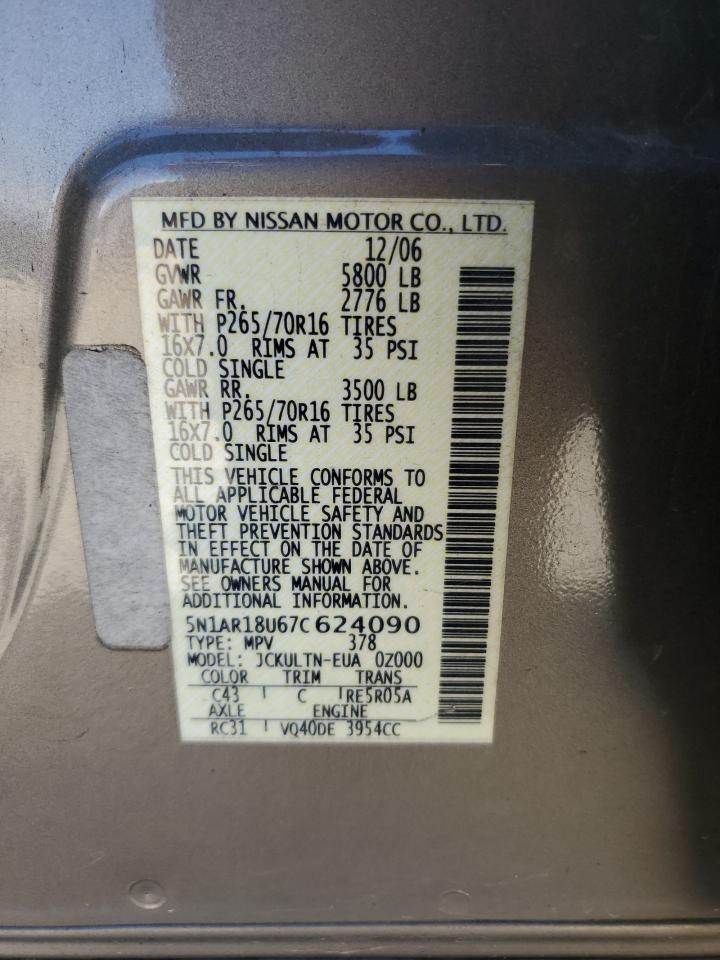 MFD BY NISSAN MOTOR CO., LTD.
DATE 12/06
GVWR 5800 LB
GAWR FR. 2776 LB
WITH P265/70R16 TIRES
16X7.0 RIMS AT 35 PSI
COLD SINGLE
GAWR RR. 3500 LB
WITH P265/70R16 TIRES
16X7.0 RIMS AT 35 PSI
COLD SINGLE
THIS VEHICLE CONFORMS TO
ALL APPLICABLE FEDERAL
MOTOR VEHICLE SAFETY AND
THEFT PREVENTION STANDARDS
IN EFFECT ON THE DATE OF
MANUFACTURE SHOWN ABOVE.
SEE OWNERS MANUAL FOR
ADDITIONAL INFORMATION.
5N1AR18U67C624090
TYPE: MPV 378
MODEL: JCKULTN-EUA 0Z000
COLOR TRIM TRANS
C43 C RE5R05A
AXLE ENGINE
RC31 VQ40DE 3954CC